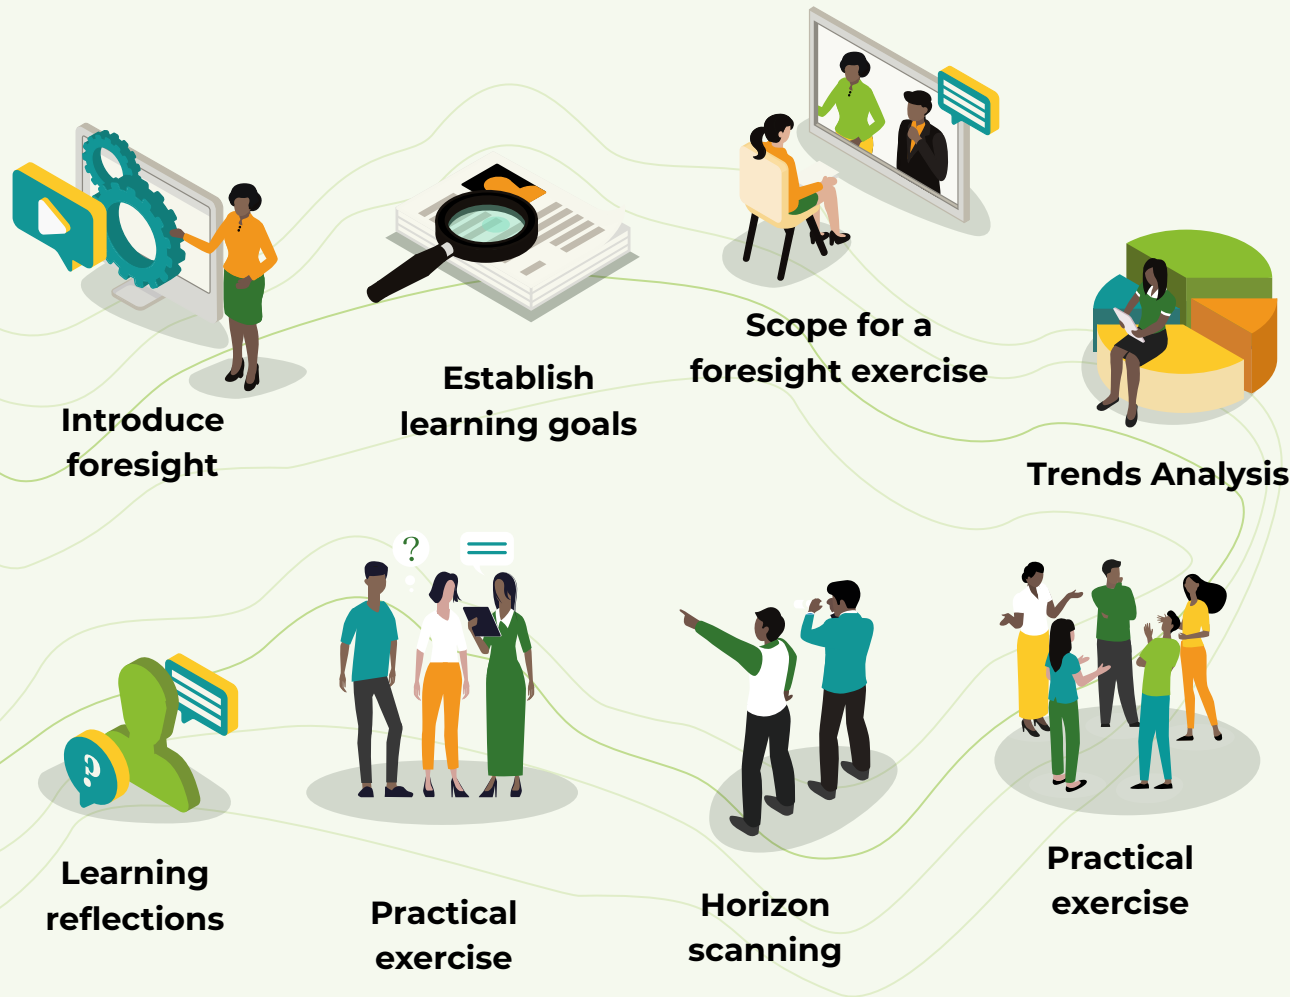 Introduce
foresight
Establish
learning goals
Scope for a
foresight exercise
Trends Analysis
?
Learning
reflections
?
Practical
exercise
Horizon
scanning
Practical
exercise